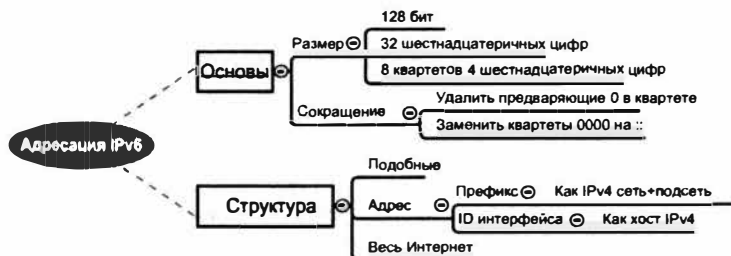 128 бит
Размер
32 шестнадцатеричных цифр
Основы
8 квартетов 4 шестнадцатеричных цифр
Удалить предваряющие 0 в квартете
Сокращение
Заменить квартеты 0000 на ::
Адресация IPv6
Подобные
Префикс
Как IPv4 сеть+подсеть
Структура
Адрес
ID интерфейса
Как хост IPv4
Весь Интернет